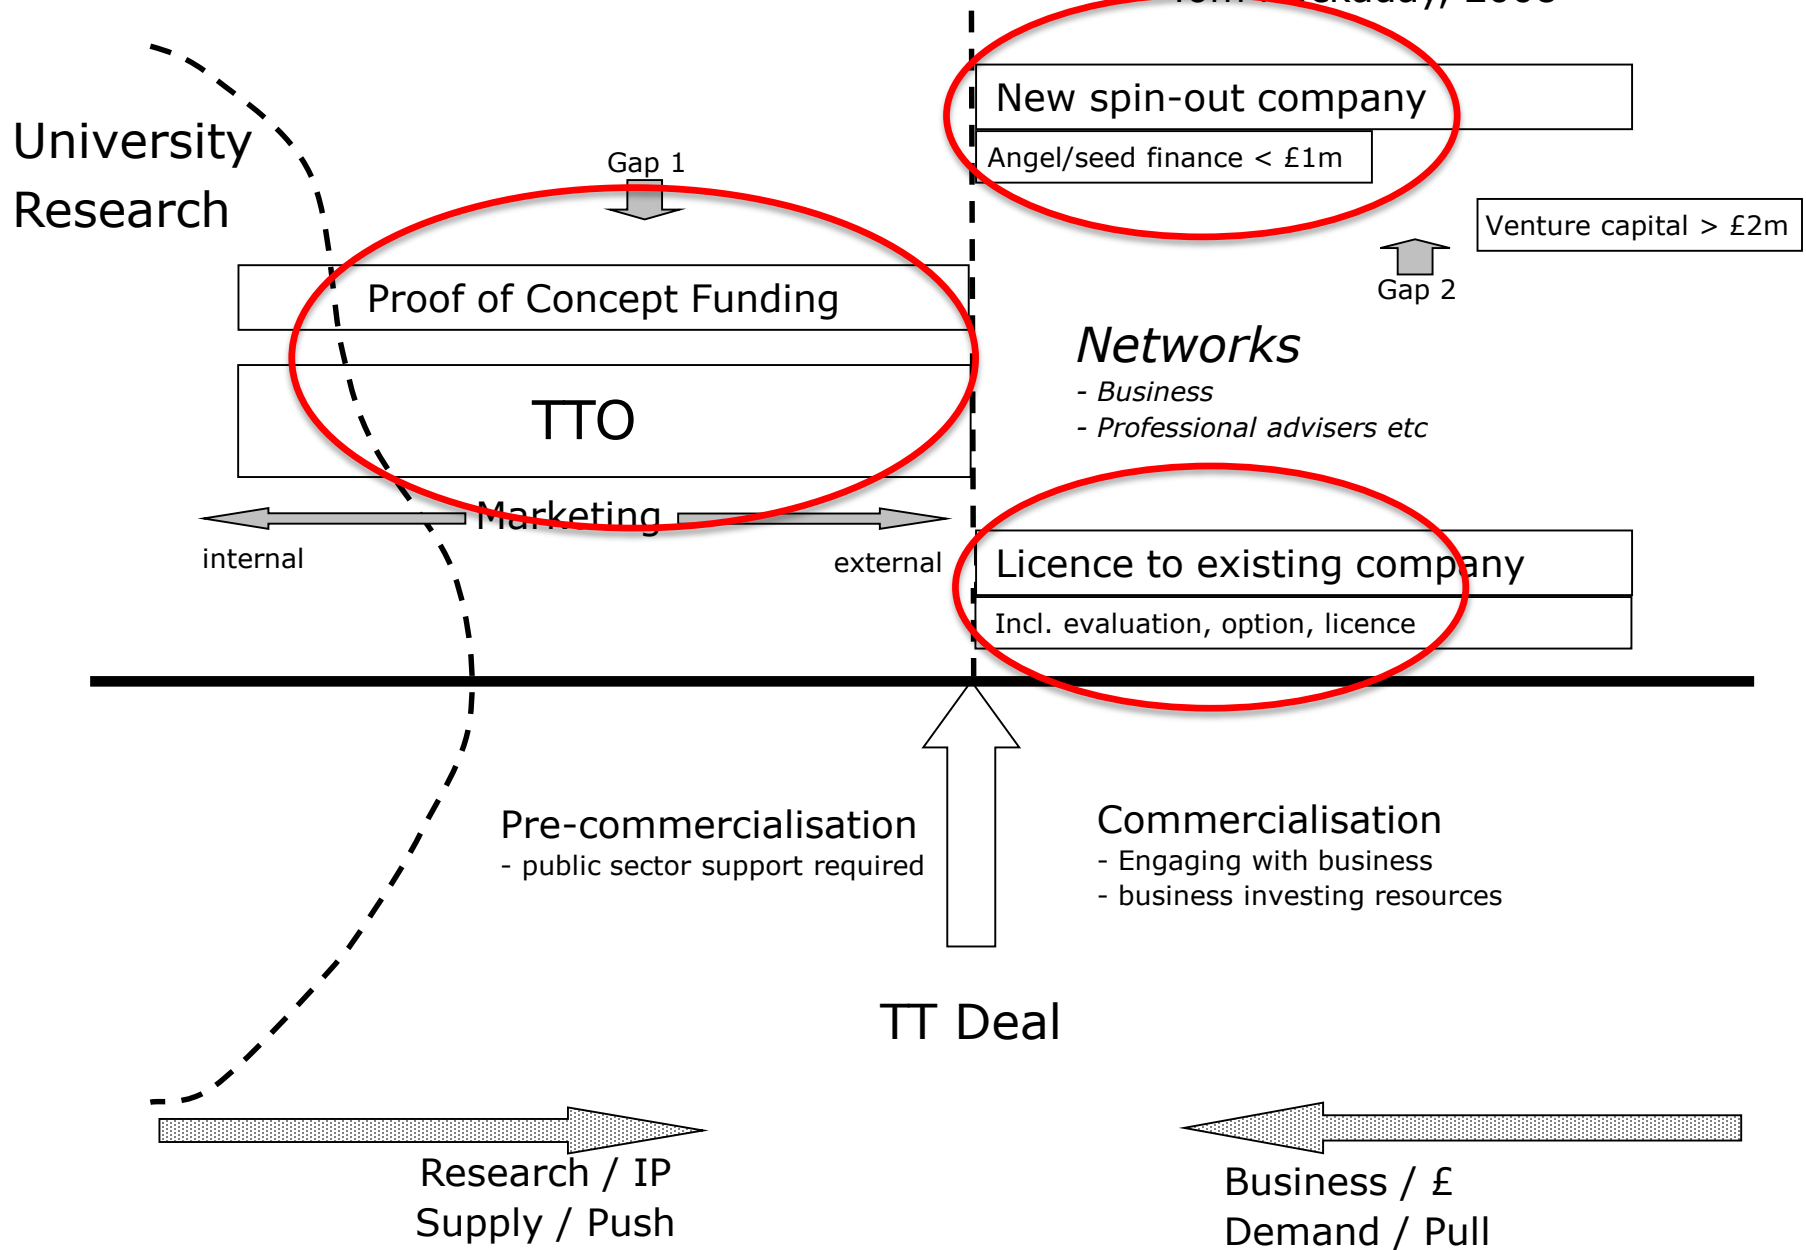 2008
University
Research
Gap 1
New spin-out company
Angel/seed finance < £1m
Venture capital > £2m
Gap 2
Proof of Concept Funding
TTO
Networks
- Business
- Professional advisers etc
Marketing
internal
external
Licence to existing company
Incl. evaluation, option, licence
Pre-commercialisation
- public sector support required
Commercialisation
- Engaging with business
- business investing resources
TT Deal
Research / IP
Supply / Push
Business / £
Demand / Pull